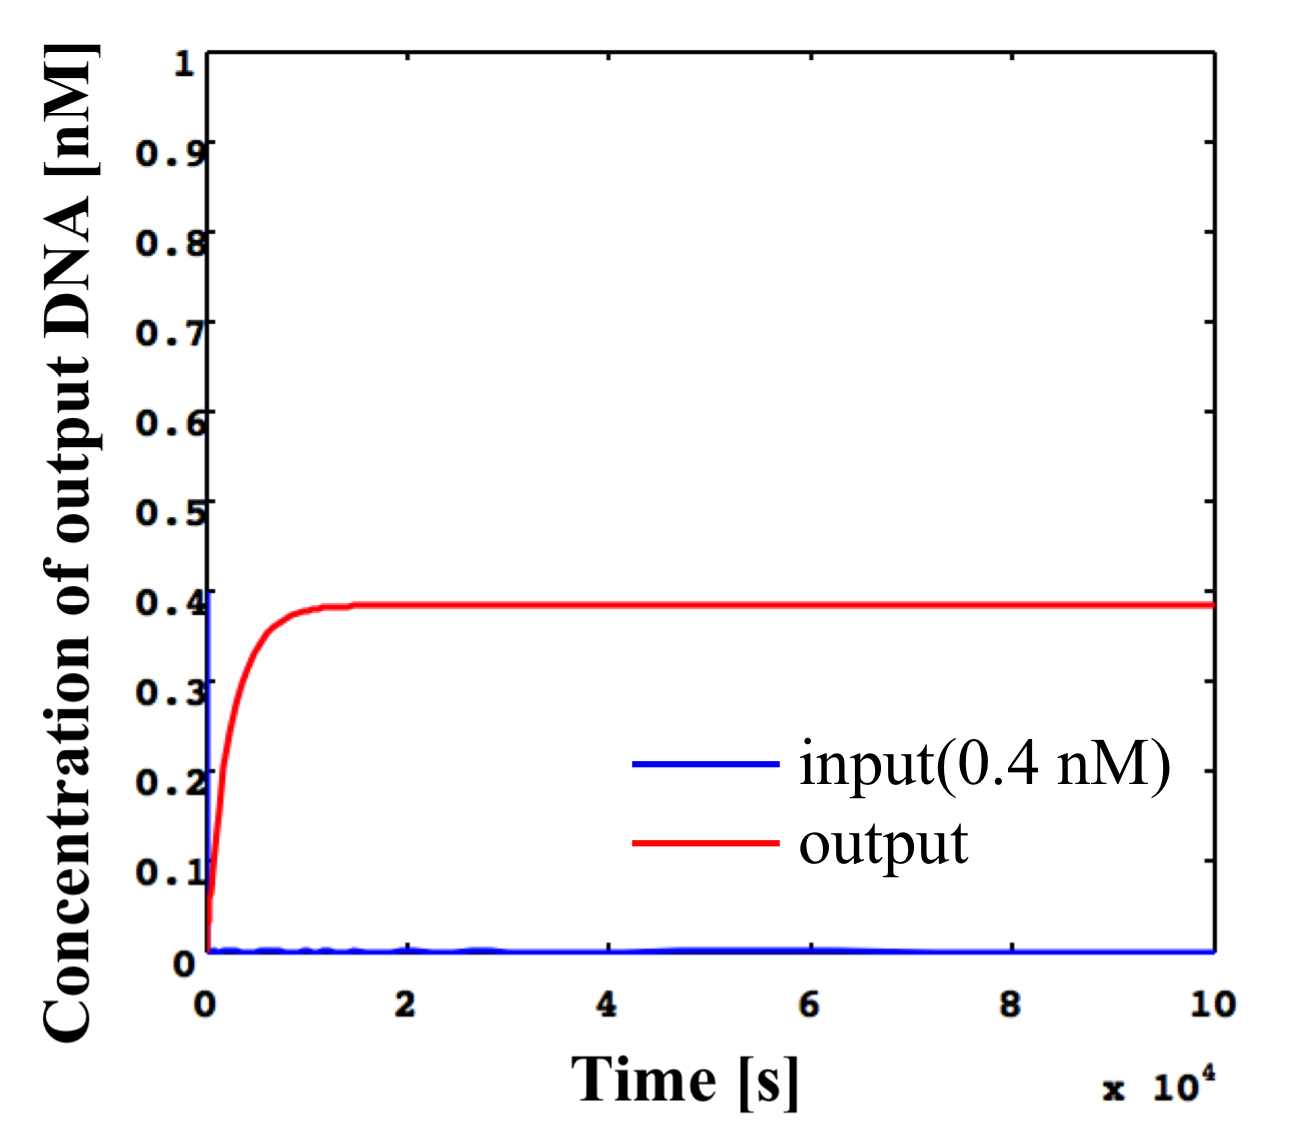 Concentration of output DNA [nM]
1
0.9
0.8
0.7
0.6
0.5
0.4
0.3
0.2
0.1
0
input(0.4 nM)
output
0 2 4 6 8 10
Time [s]
x 10⁴